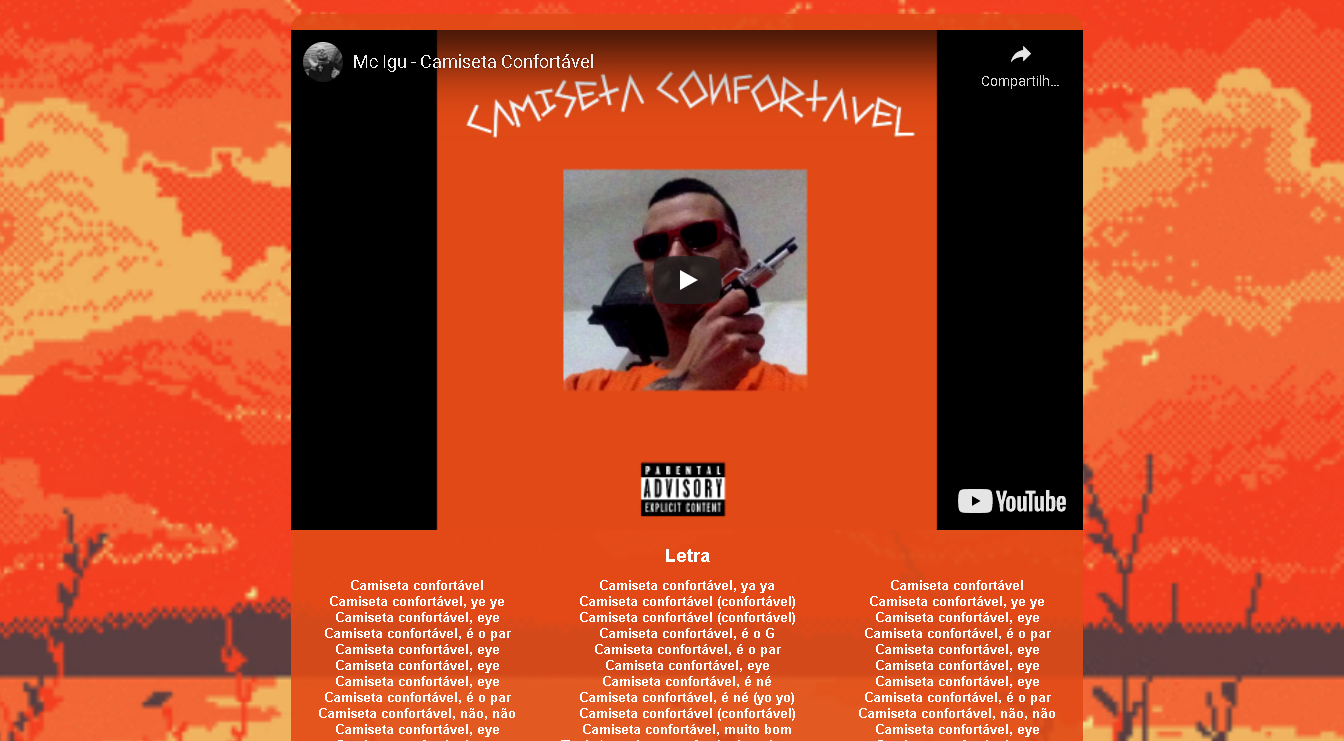 Mc Igu - Camiseta Confortável
Compartilh...
CAMISETA CONFORTAVEL
PARENTAL
ADVISORY
EXPLICIT CONTENT
YouTube
Letra
Camiseta confortável
Camiseta confortável, ye ye
Camiseta confortável, eye
Camiseta confortável, é o par
Camiseta confortável, eye
Camiseta confortável, eye
Camiseta confortável, eye
Camiseta confortável, é o par
Camiseta confortável, não, não
Camiseta confortável, eye
Camiseta confortável, ya ya
Camiseta confortável (confortável)
Camiseta confortável (confortável)
Camiseta confortável, é o G
Camiseta confortável, é o par
Camiseta confortável, eye
Camiseta confortável, é né
Camiseta confortável, é né (yo yo)
Camiseta confortável (confortável)
Camiseta confortável, muito bom
Camiseta confortável
Camiseta confortável, ye ye
Camiseta confortável, eye
Camiseta confortável, é o par
Camiseta confortável, eye
Camiseta confortável, eye
Camiseta confortável, eye
Camiseta confortável, é o par
Camiseta confortável, não, não
Camiseta confortável, eye